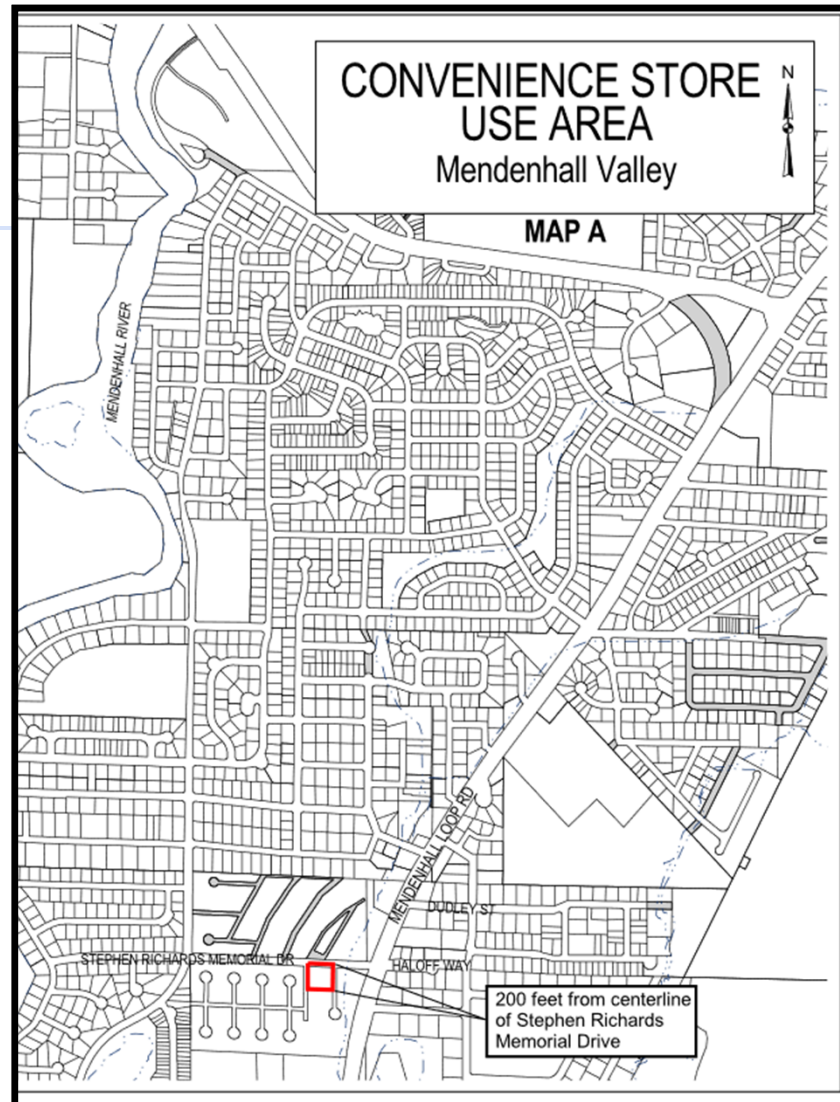 CONVENIENCE STORE
USE AREA
Mendenhall Valley
N
MAP A
MENDENHALL RIVER
MENDENHALL LOOP RD
DUDLEY ST
STEPHEN RICHARDS MEMORIAL DR
HALOFF WAY
200 feet from centerline
of Stephen Richards
Memorial Drive